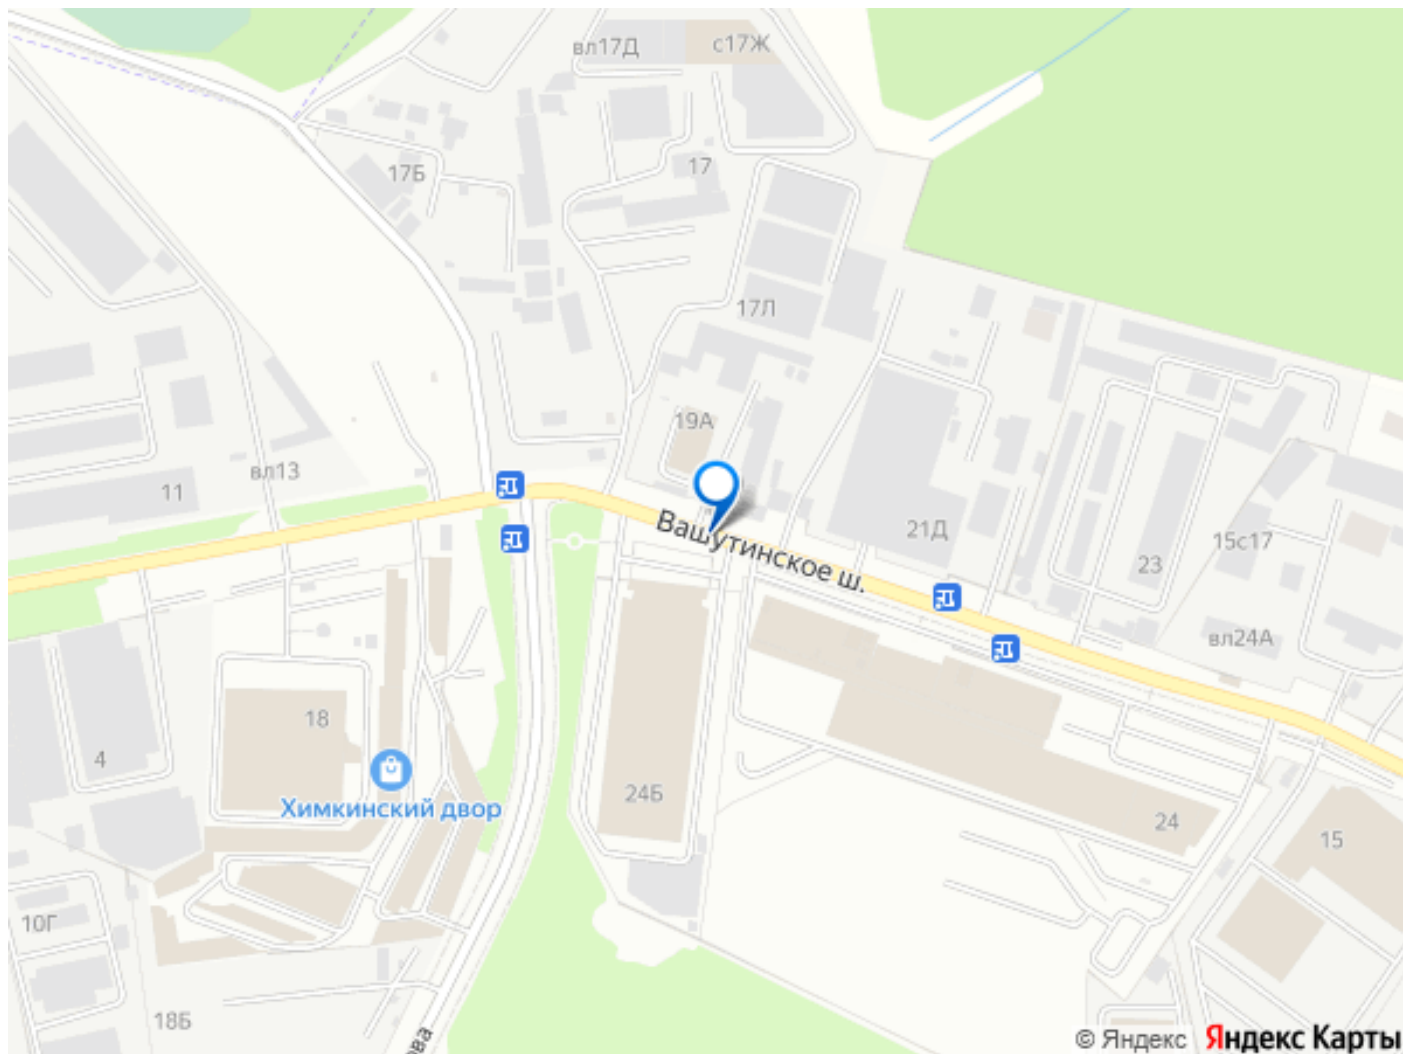 вл17Д
с17Ж
17Б
17
17Л
19А
вл13
11
Вашутинское ш.
21Д
23
15с17
вл24А
18
4
Химкинский двор
24Б
24
15
10Г
18Б
ова
© Яндекс Яндекс Карты